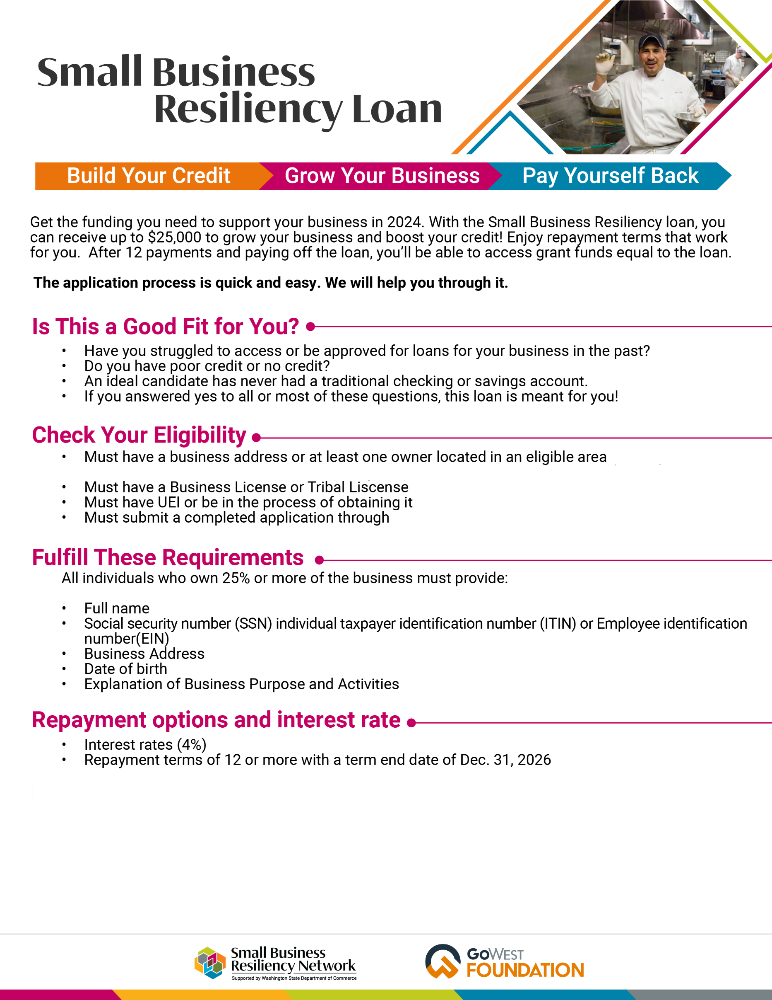 Small Business
Resiliency Loan
Build Your Credit
Grow Your Business
Pay Yourself Back
Get the funding you need to support your business in 2024. With the Small Business Resiliency loan, you
can receive up to $25,000 to grow your business and boost your credit! Enjoy repayment terms that work
for you.  After 12 payments and paying off the loan, you’ll be able to access grant funds equal to the loan.
The application process is quick and easy. We will help you through it.
Is This a Good Fit for You?
• Have you struggled to access or be approved for loans for your business in the past?
• Do you have poor credit or no credit?
• An ideal candidate has never had a traditional checking or savings account.
• If you answered yes to all or most of these questions, this loan is meant for you!
Check Your Eligibility
• Must have a business address or at least one owner located in an eligible area
• Must have a Business License or Tribal Liscense
• Must have UEI or be in the process of obtaining it
• Must submit a completed application through
Fulfill These Requirements
All individuals who own 25% or more of the business must provide:
• Full name
• Social security number (SSN) individual taxpayer identification number (ITIN) or Employee identification
number(EIN)
• Business Address
• Date of birth
• Explanation of Business Purpose and Activities
Repayment options and interest rate
• Interest rates (4%)
• Repayment terms of 12 or more with a term end date of Dec. 31, 2026
Small Business
Resiliency Network
Supported by Washington State Department of Commerce
GoWEST
FOUNDATION